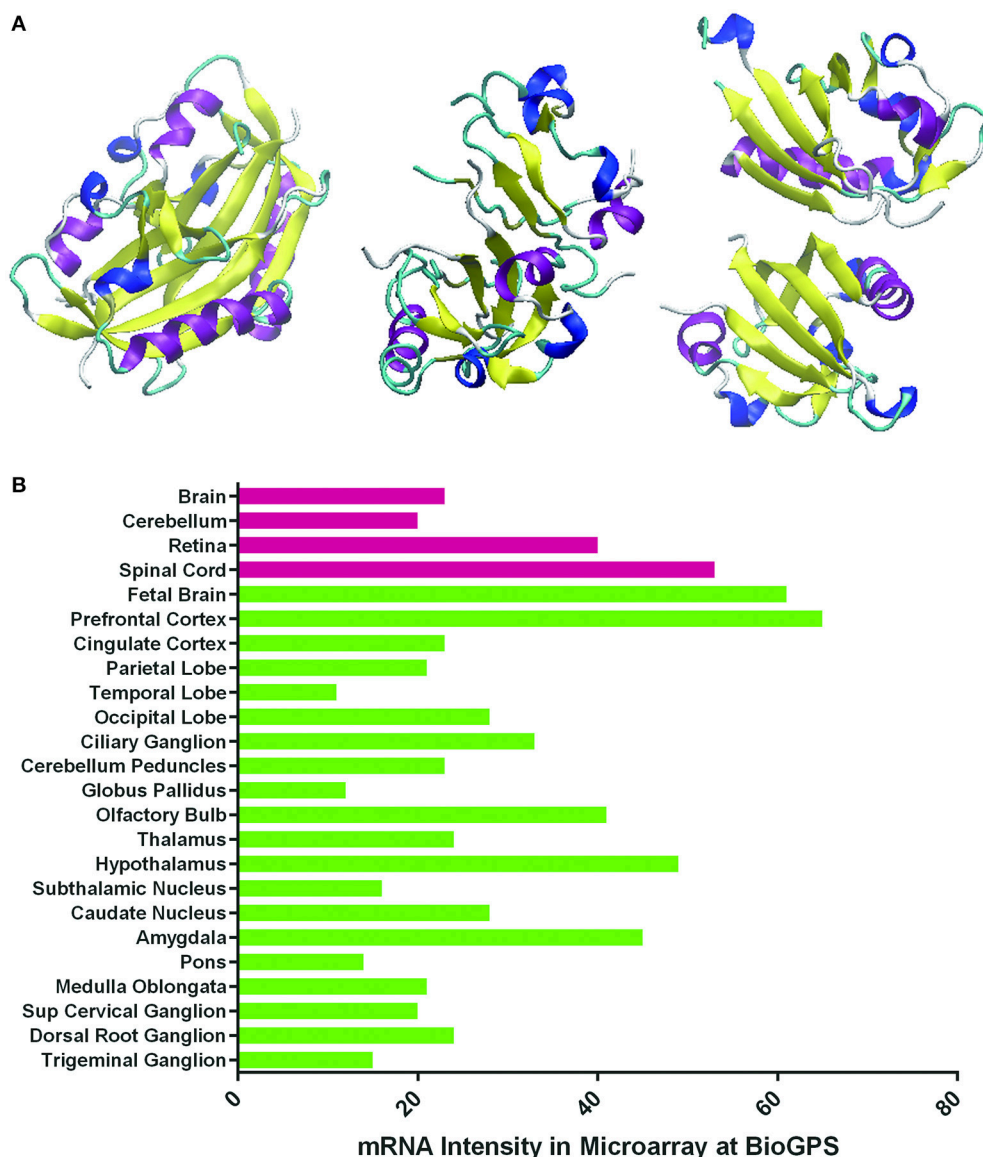 A
B
Brain
Cerebellum
Retina
Spinal Cord
Fetal Brain
Prefrontal Cortex
Cingulate Cortex
Parietal Lobe
Temporal Lobe
Occipital Lobe
Ciliary Ganglion
Cerebellum Peduncles
Globus Pallidus
Olfactory Bulb
Thalamus
Hypothalamus
Subthalamic Nucleus
Caudate Nucleus
Amygdala
Pons
Medulla Oblongata
Sup Cervical Ganglion
Dorsal Root Ganglion
Trigeminal Ganglion
0 20 40 60 80
mRNA Intensity in Microarray at BioGPS